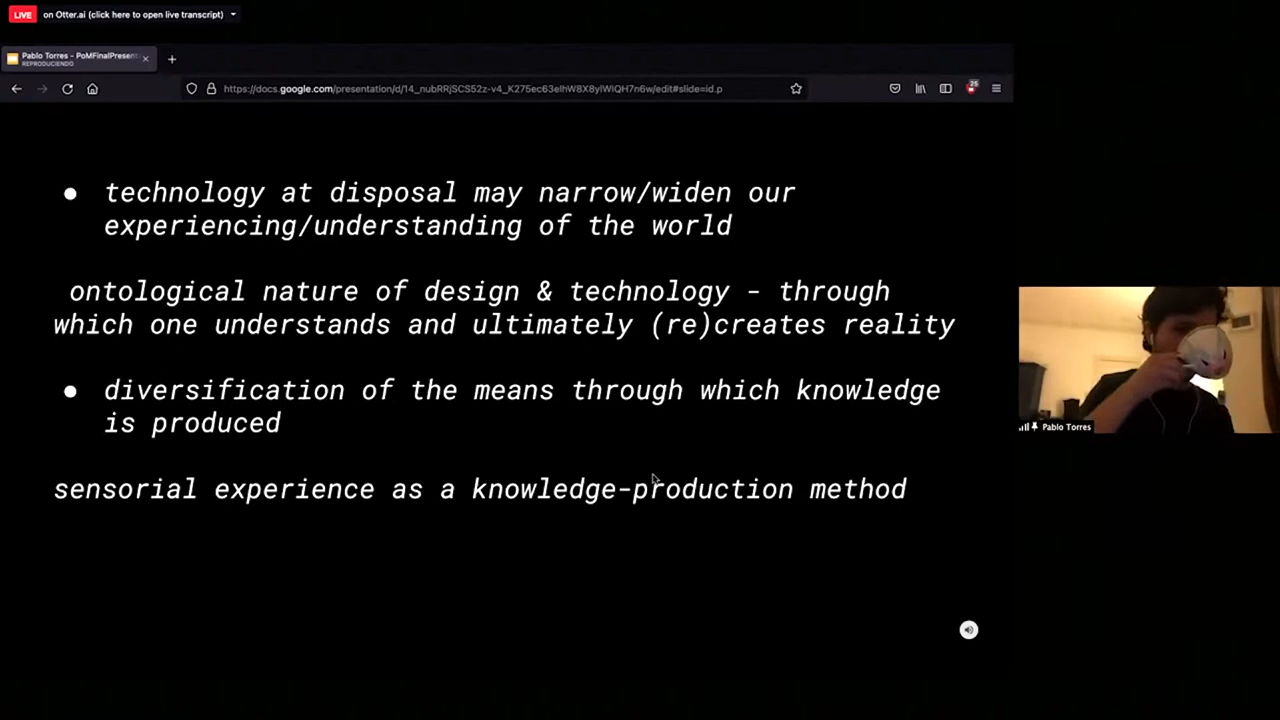 LIVE on Otter.ai (click here to open live transcript)
Pablo Torres - PoMFinalPresent
REPRODUCIENDO
https://docs.google.com/presentation/d/14_nubRRjSCS52z-v4_K275ec63elhW8X8ylWIQH7n6w/edit#slide=id.p
25
● technology at disposal may narrow/widen our
experiencing/understanding of the world
ontological nature of design & technology - through
which one understands and ultimately (re)creates reality
● diversification of the means through which knowledge
is produced
sensorial experience as a knowledge-production method
Pablo Torres